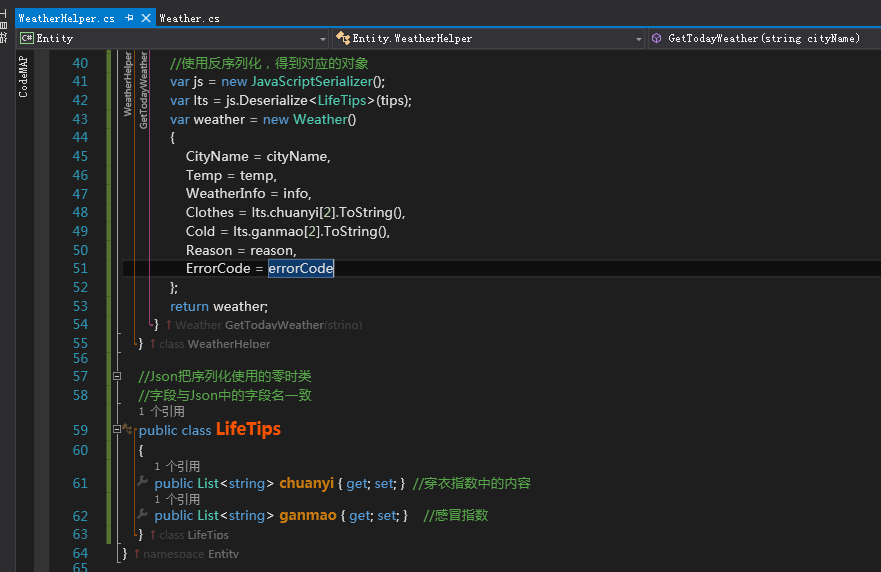 WeatherHelper.cs Weather.cs
C# Entity Entity.WeatherHelper GetTodayWeather(string cityName)
CodeMAP
WeatherHelper
GetTodayWeather
40 //使用反序列化，得到对应的对象
41 var js = new JavaScriptSerializer();
42 var lts = js.Deserialize<LifeTips>(tips);
43 var weather = new Weather()
44 {
45 CityName = cityName,
46 Temp = temp,
47 WeatherInfo = info,
48 Clothes = lts.chuanyi[2].ToString(),
49 Cold = lts.ganmao[2].ToString(),
50 Reason = reason,
51 ErrorCode = errorCode
52 };
53 return weather;
54 } ↑ Weather GetTodayWeather(string)
55 } ↑ class WeatherHelper
56
57 //Json把序列化使用的零时类
58 //字段与Json中的字段名一致
1 个引用
59 public class LifeTips
60 {
1 个引用
61 public List<string> chuanyi { get; set; } //穿衣指数中的内容
1 个引用
62 public List<string> ganmao { get; set; } //感冒指数
63 } ↑ class LifeTips
64 } ↑ namespace Entity
65